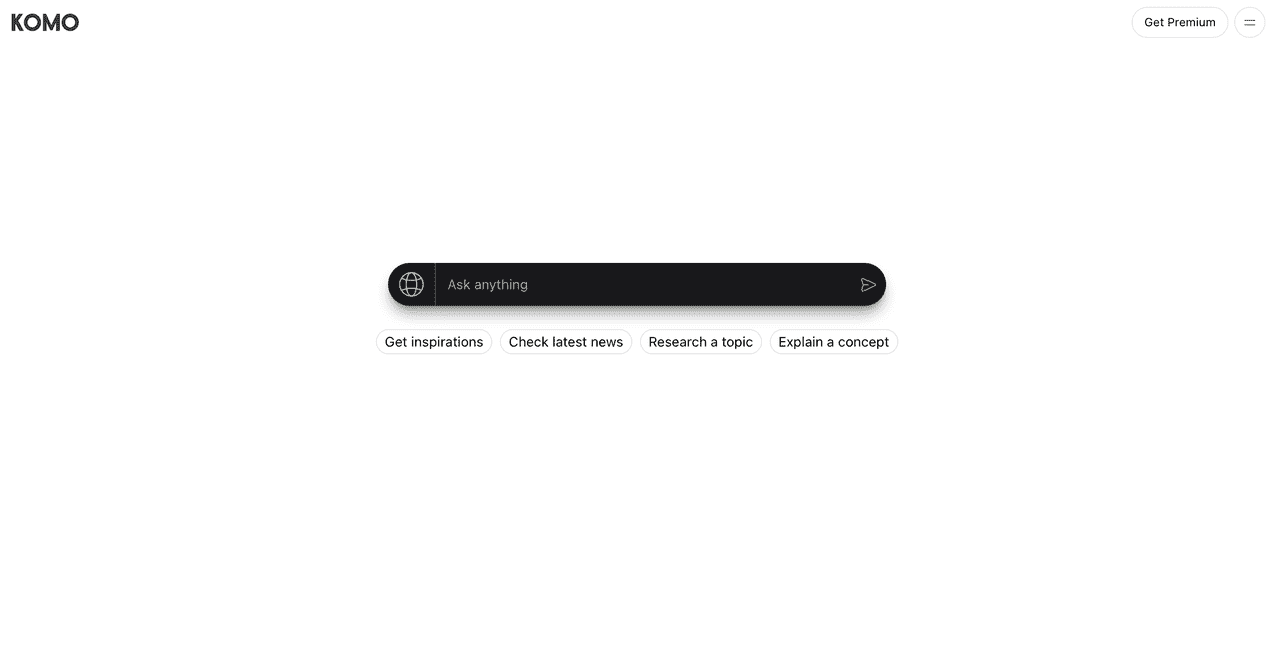 KOMO
Get Premium
Ask anything
Get inspirations
Check latest news
Research a topic
Explain a concept